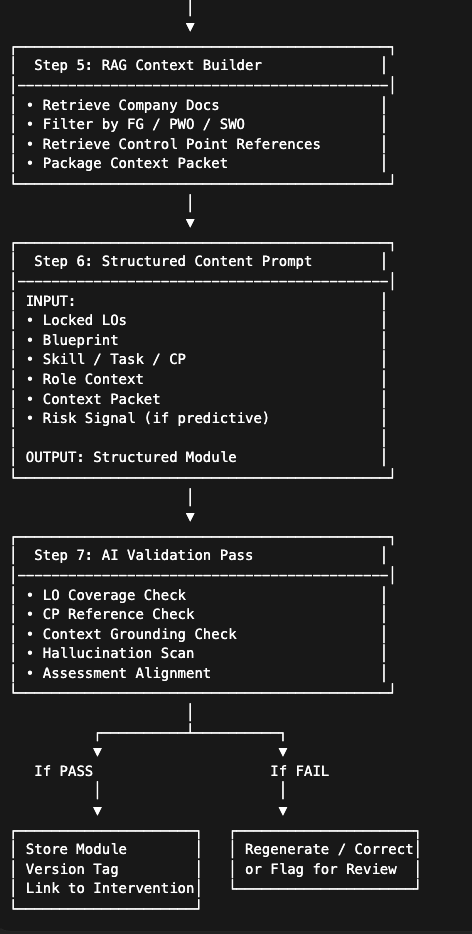 Step 5: RAG Context Builder
• Retrieve Company Docs
• Filter by FG / PWO / SWO
• Retrieve Control Point References
• Package Context Packet
Step 6: Structured Content Prompt
INPUT:
• Locked LOs
• Blueprint
• Skill / Task / CP
• Role Context
• Context Packet
• Risk Signal (if predictive)
OUTPUT: Structured Module
Step 7: AI Validation Pass
• LO Coverage Check
• CP Reference Check
• Context Grounding Check
• Hallucination Scan
• Assessment Alignment
If PASS
If FAIL
Store Module
Version Tag
Link to Intervention
Regenerate / Correct
or Flag for Review